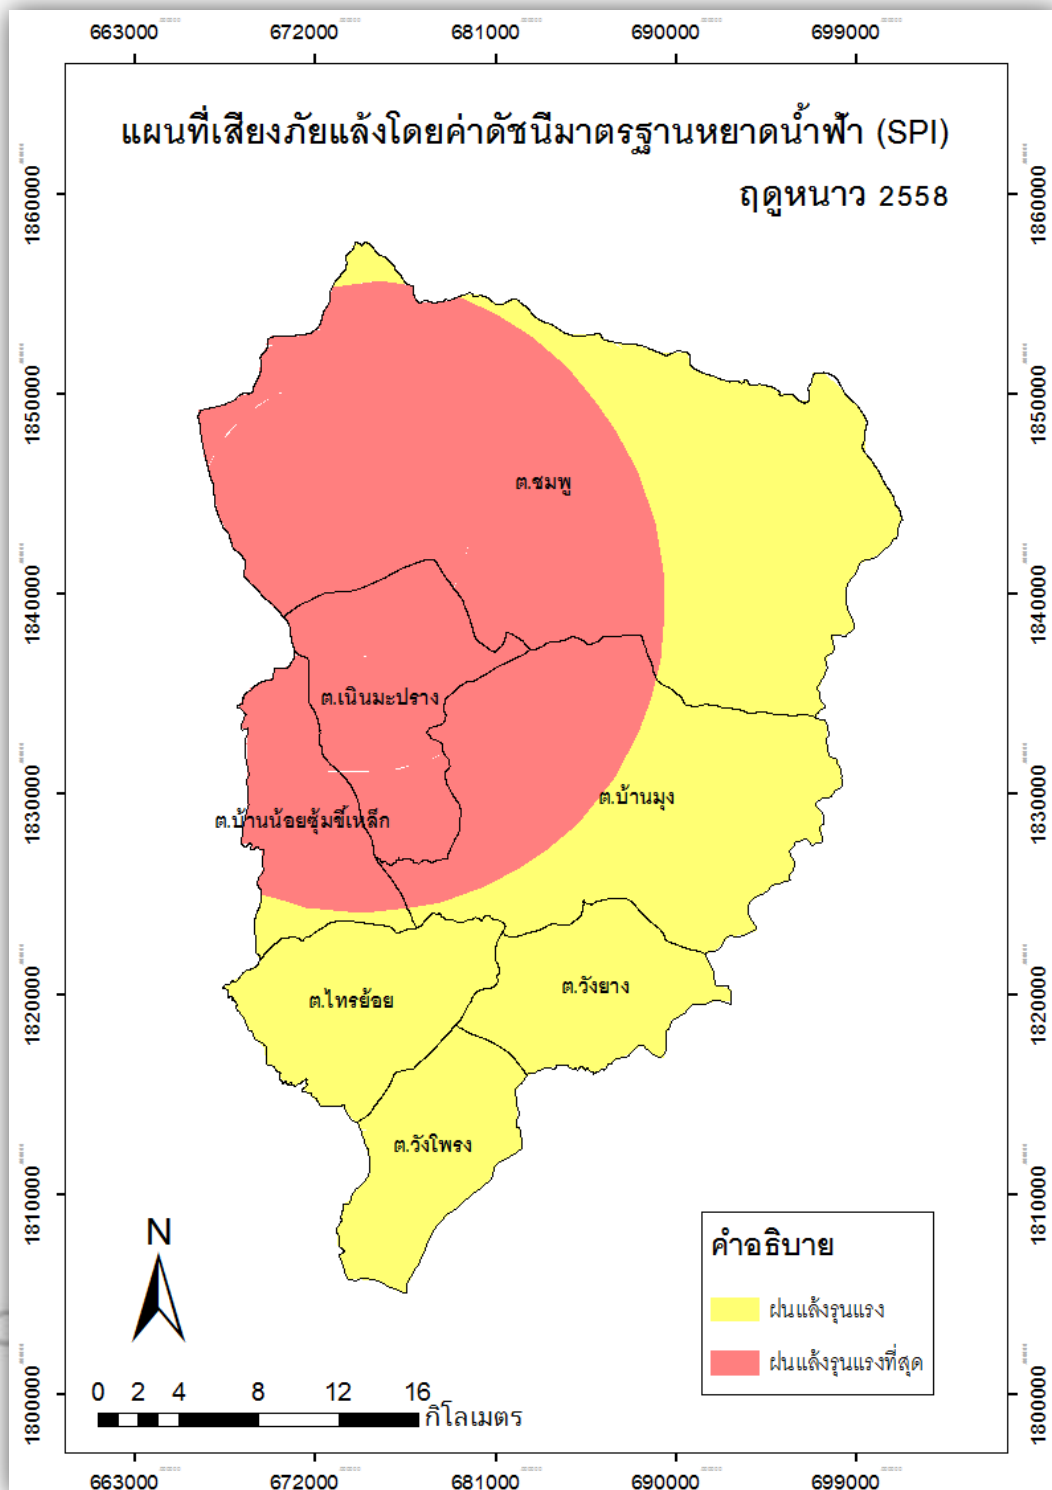 663000 672000 681000 690000 699000
แผนที่เสียงภัยแล้งโดยค่าดัชนีมาตรฐานหยาดน้ำฟ้า (SPI)
ฤดูหนาว 2558
1860000 1860000
1850000 1850000
ต.ชมพู
1840000 1840000
ต.เนินมะปราง
1830000 1830000
ต.บ้านมุง
ต.บ้านน้อยซุ้มขี้เหล็ก
1820000 1820000
ต.วังยาง
ต.ไทรย้อย
ต.วังโพรง
1810000 1810000
N
คำอธิบาย
ฝนแล้งรุนแรง
ฝนแล้งรุนแรงที่สุด
1800000 1800000
0 2 4 8 12 16
กิโลเมตร
663000 672000 681000 690000 699000